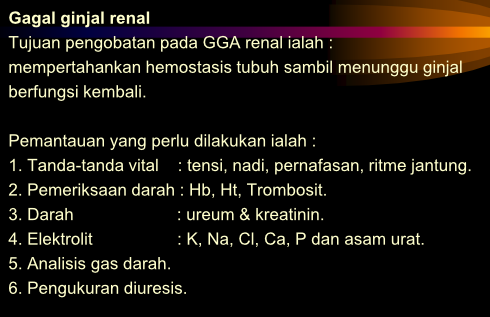 Gagal ginjal renal
Tujuan pengobatan pada GGA renal ialah :
mempertahankan hemostasis tubuh sambil menunggu ginjal
berfungsi kembali.
Pemantauan yang perlu dilakukan ialah :
1. Tanda-tanda vital : tensi, nadi, pernafasan, ritme jantung.
2. Pemeriksaan darah : Hb, Ht, Trombosit.
3. Darah : ureum & kreatinin.
4. Elektrolit : K, Na, Cl, Ca, P dan asam urat.
5. Analisis gas darah.
6. Pengukuran diuresis.